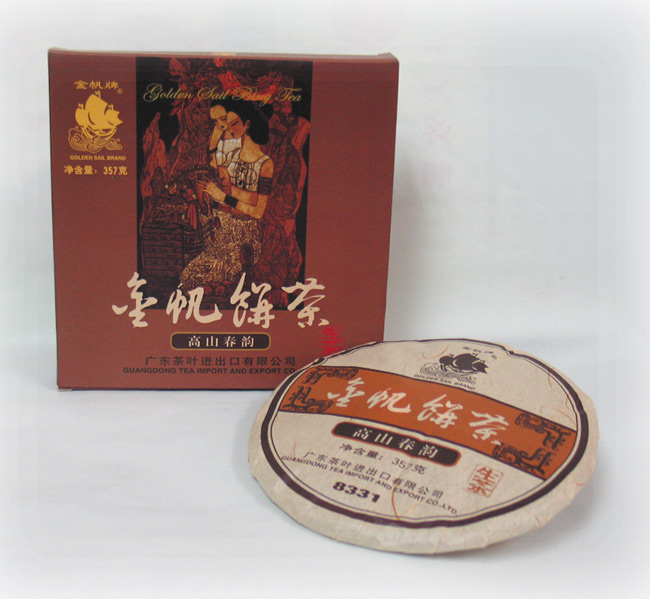 金帆牌®
GOLDEN SAIL BRAND
净含量：357克
Golden Sail Bing Tea
金帆餅茶
高山春韵
广东茶叶进出口有限公司
GUANGDONG TEA IMPORT AND EXPORT CO
金帆牌
GOLDEN SAIL BRAND
金帆餅茶
高山春韵
净含量：357克
广东茶叶进出口有限公司
GUANGDONG TEA IMPORT AND EXPORT CO.,LTD.
8331
生茶